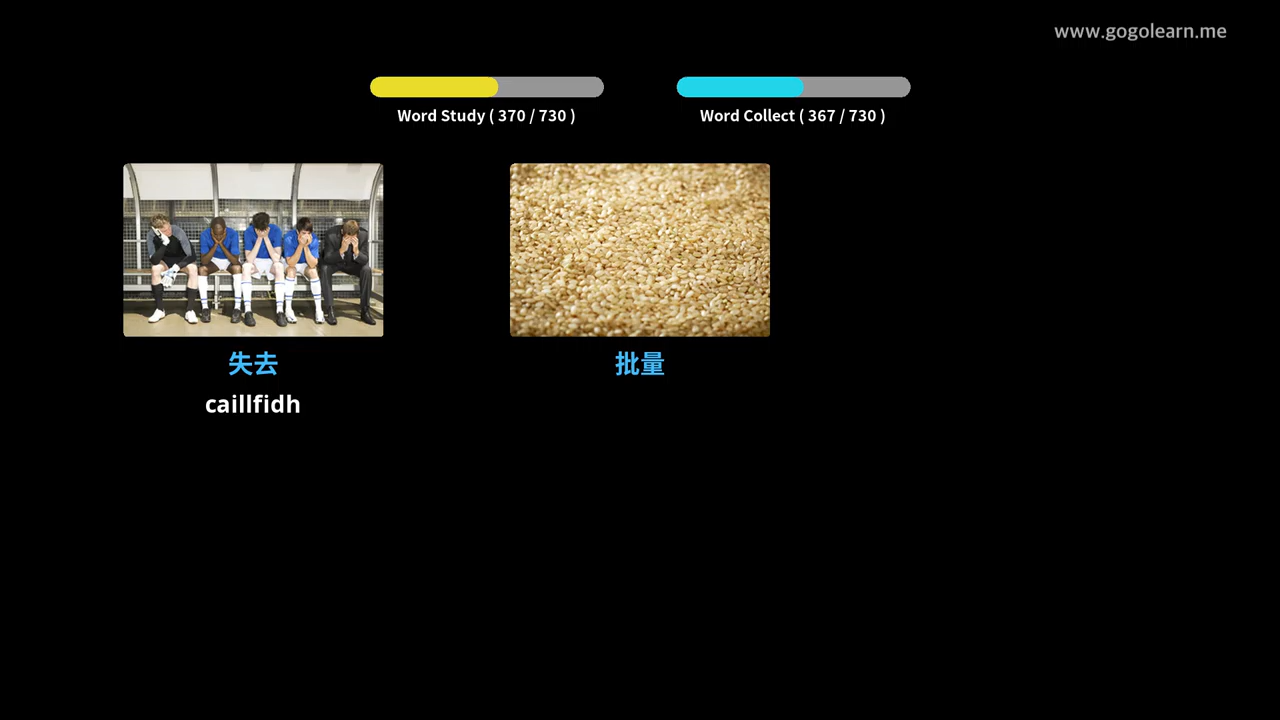 www.gogolearn.me
Word Study ( 370 / 730 )
Word Collect ( 367 / 730 )
失去
批量
caillfidh